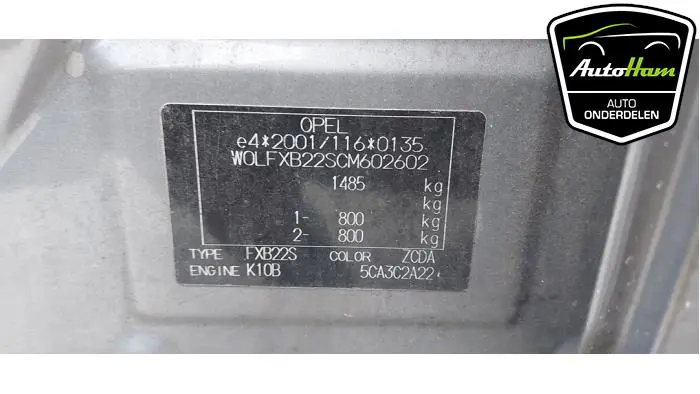 AutoHam
AUTO
ONDERDELEN
OPEL
e4*2001/116*0135
WOLFXB22SCM602602
1485 kg
kg
1- 800 kg
2- 800 kg
TYPE FXB22S COLOR ZCDA
ENGINE K10B 5CA3C2A22